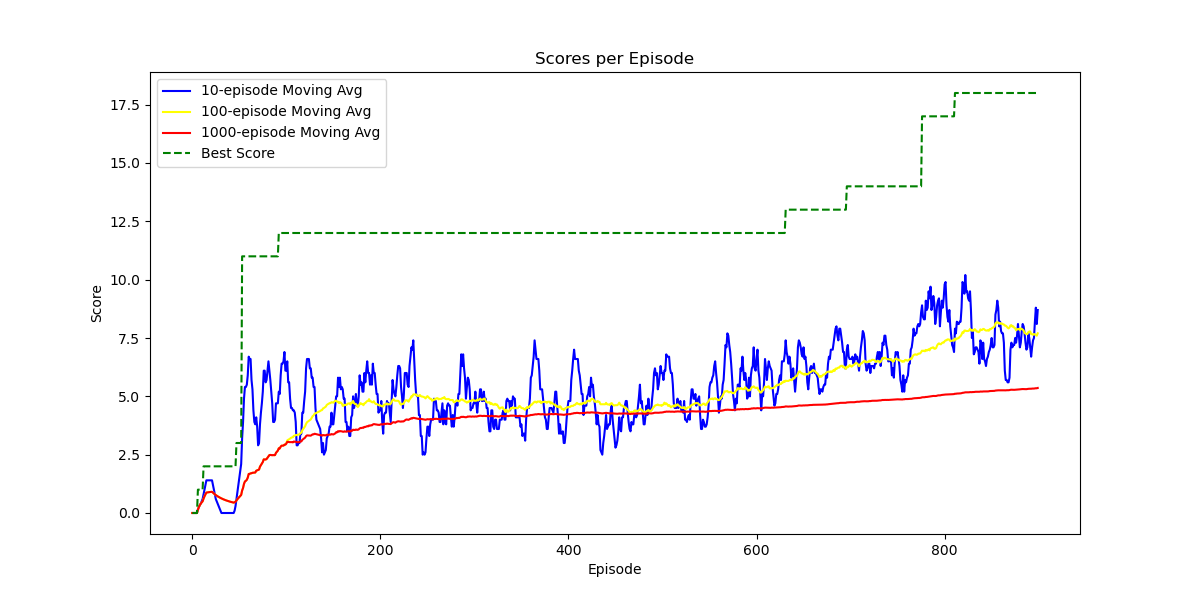 Scores per Episode
10-episode Moving Avg
100-episode Moving Avg
1000-episode Moving Avg
Best Score
17.5
15.0
12.5
10.0
7.5
5.0
2.5
0.0
Score
0 200 400 600 800
Episode